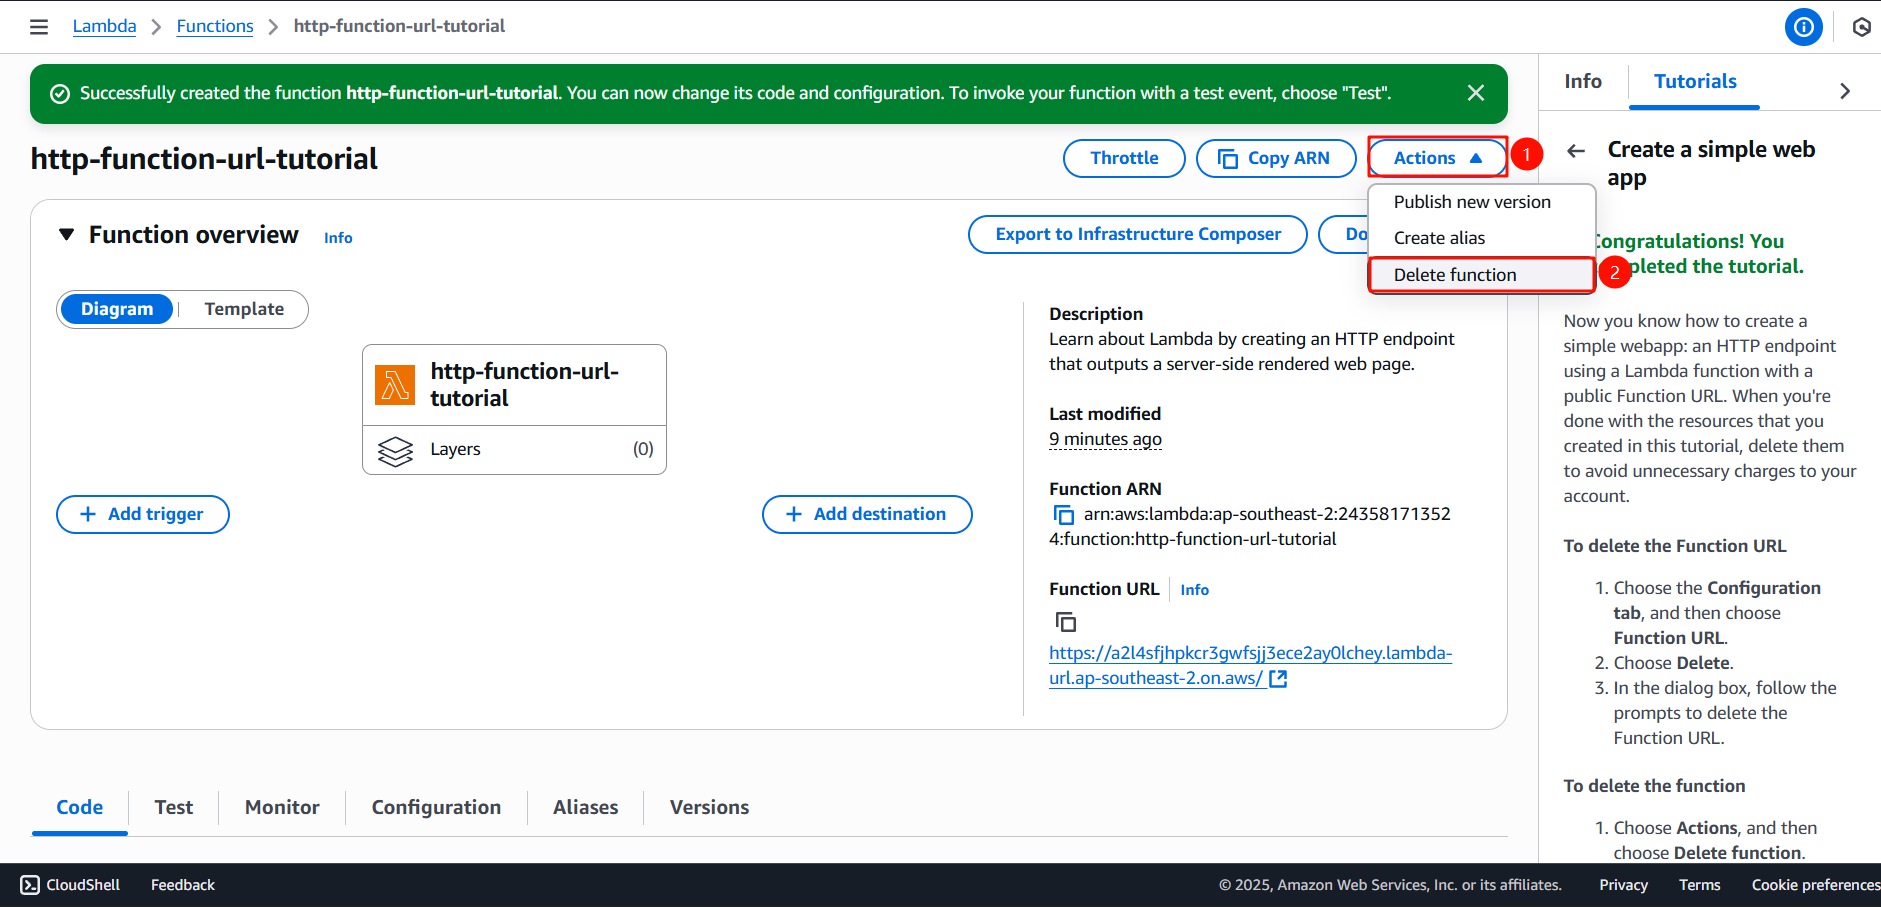 Lambda > Functions > http-function-url-tutorial
Successfully created the function http-function-url-tutorial. You can now change its code and configuration. To invoke your function with a test event, choose "Test".
http-function-url-tutorial
Throttle
Copy ARN
Actions
1
Publish new version
Create alias
Delete function
2
Function overview
Info
Export to Infrastructure Composer
Do
Diagram
Template
http-function-url-
tutorial
Layers
(0)
+ Add trigger
+ Add destination
Description
Learn about Lambda by creating an HTTP endpoint
that outputs a server-side rendered web page.
Last modified
9 minutes ago
Function ARN
arn:aws:lambda:ap-southeast-2:24358171352
4:function:http-function-url-tutorial
Function URL
Info
https://a2l4sfjhpkcr3gwfsjj3ece2ay0lchey.lambda-
url.ap-southeast-2.on.aws/
Code
Test
Monitor
Configuration
Aliases
Versions
Info
Tutorials
Create a simple web
app
ongratulations! You
pleted the tutorial.
Now you know how to create a
simple webapp: an HTTP endpoint
using a Lambda function with a
public Function URL. When you're
done with the resources that you
created in this tutorial, delete them
to avoid unnecessary charges to your
account.
To delete the Function URL
1. Choose the Configuration
tab, and then choose
Function URL.
2. Choose Delete.
3. In the dialog box, follow the
prompts to delete the
Function URL.
To delete the function
1. Choose Actions, and then
choose Delete function.
CloudShell
Feedback
© 2025, Amazon Web Services, Inc. or its affiliates.
Privacy
Terms
Cookie preferences